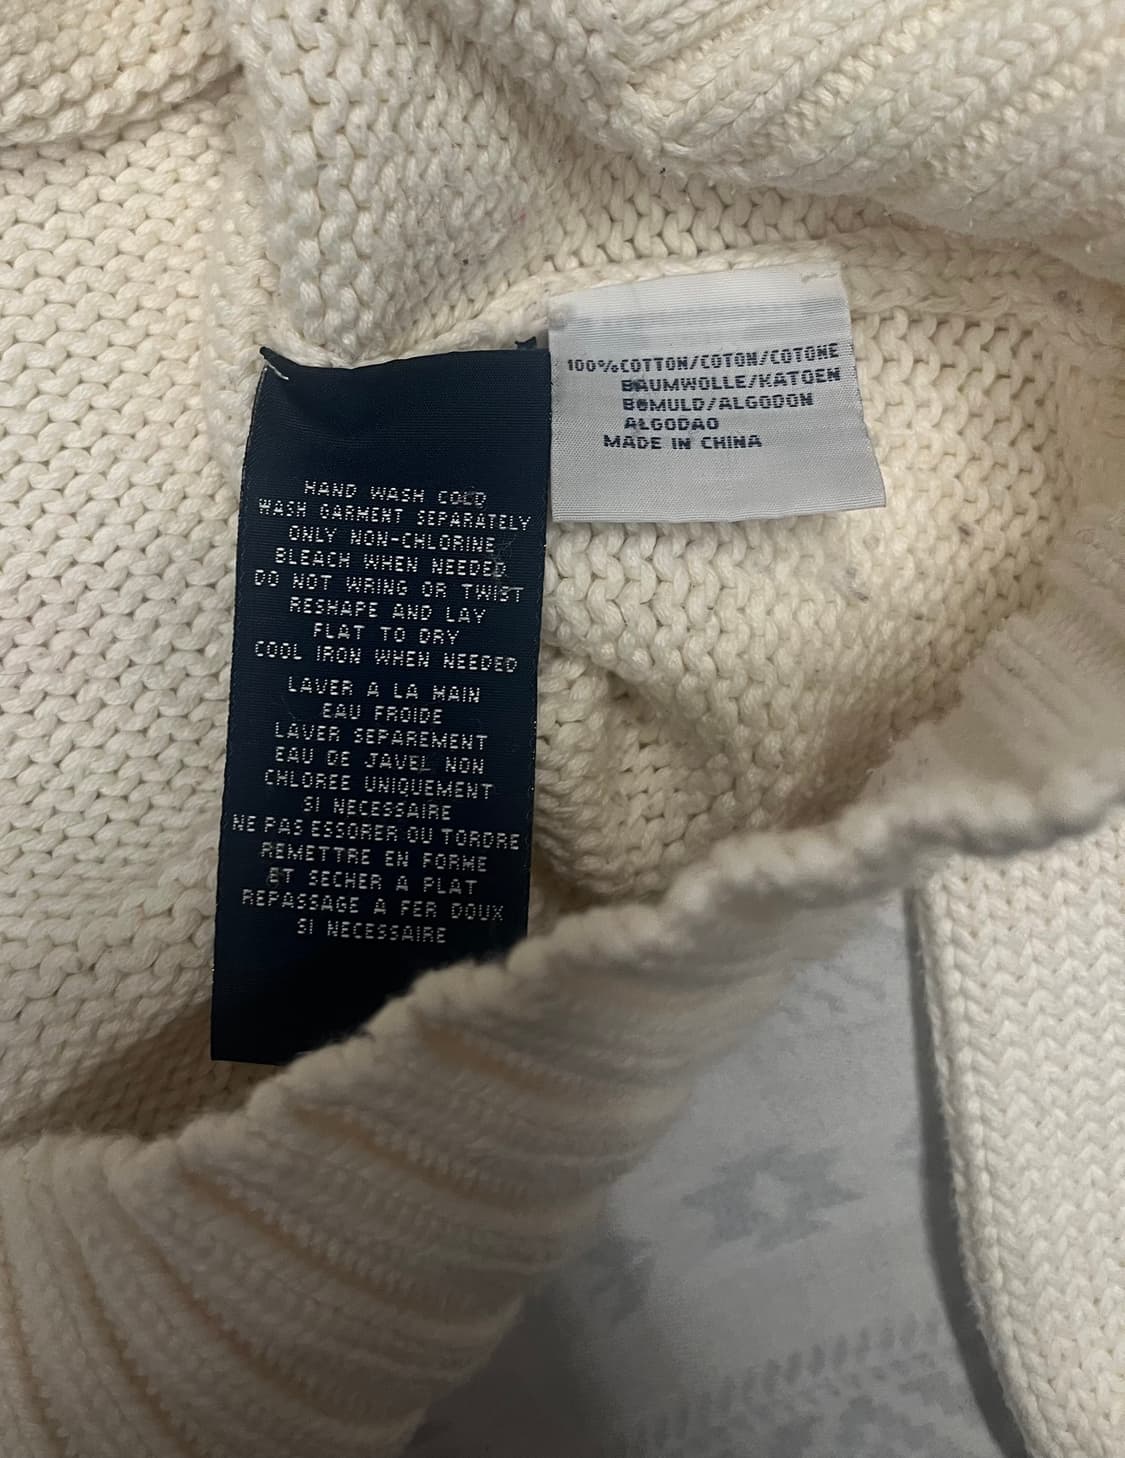 HAND WASH COLD
WASH GARMENT SEPARATELY
ONLY NON-CHLORINE
BLEACH WHEN NEEDED
DO NOT WRING OR TWIST
RESHAPE AND LAY
FLAT TO DRY
COOL IRON WHEN NEEDED
LAVER A LA MAIN
EAU FROIDE
LAVER SEPAREMENT
EAU DE JAVEL NON
CHLOREE UNIQUEMENT
SI NECESSAIRE
NE PAS ESSORER OU TORDRE
REMETTRE EN FORME
ET SECHER A PLAT
REPASSAGE A FER DOUX
SI NECESSAIRE
100%COTTON/COTON/COTONE
BAUMWOLLE/KATOEN
BOMULD/ALGODON
ALGODAO
MADE IN CHINA